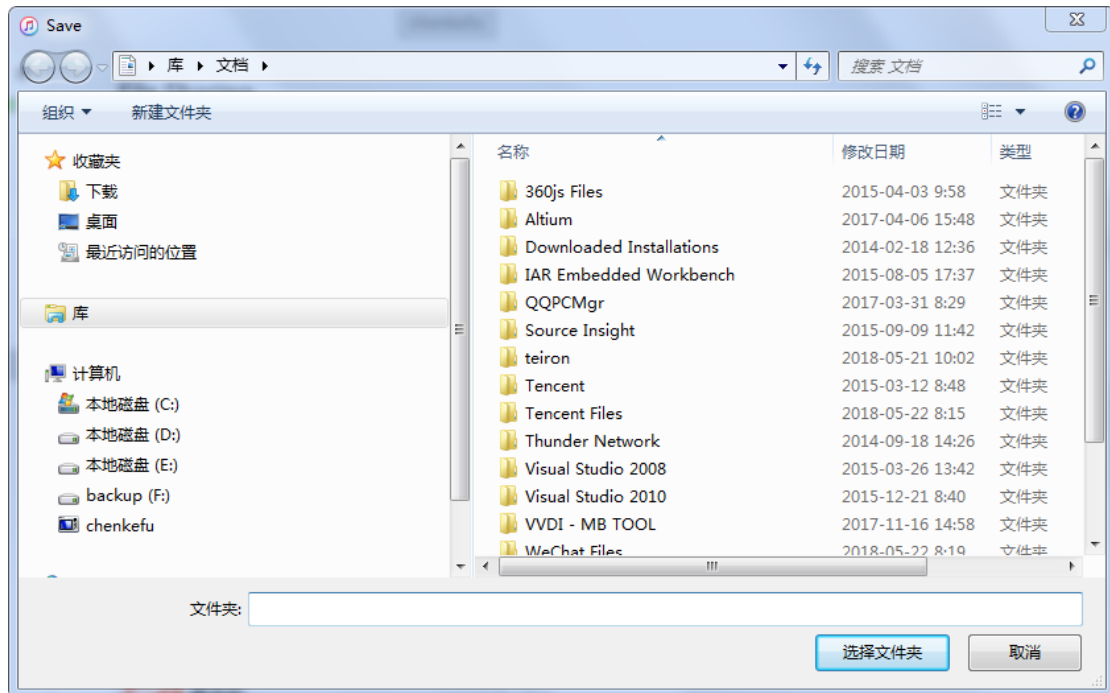 Save
库 文档
搜索 文档
组织 新建文件夹
收藏夹
下载
桌面
最近访问的位置
库
计算机
本地磁盘 (C:)
本地磁盘 (D:)
本地磁盘 (E:)
backup (F:)
chenkefu
名称 修改日期 类型
360js Files 2015-04-03 9:58 文件夹
Altium 2017-04-06 15:48 文件夹
Downloaded Installations 2014-02-18 12:36 文件夹
IAR Embedded Workbench 2015-08-05 17:37 文件夹
QQPCMgr 2017-03-31 8:29 文件夹
Source Insight 2015-09-09 11:42 文件夹
teiron 2018-05-21 10:02 文件夹
Tencent 2015-03-12 8:48 文件夹
Tencent Files 2018-05-22 8:15 文件夹
Thunder Network 2014-09-18 14:26 文件夹
Visual Studio 2008 2015-03-26 13:42 文件夹
Visual Studio 2010 2015-12-21 8:40 文件夹
VVDI - MB TOOL 2017-11-16 14:58 文件夹
WeChat Files 2018-05-22 8:19 文件夹
文件夹:
选择文件夹 取消